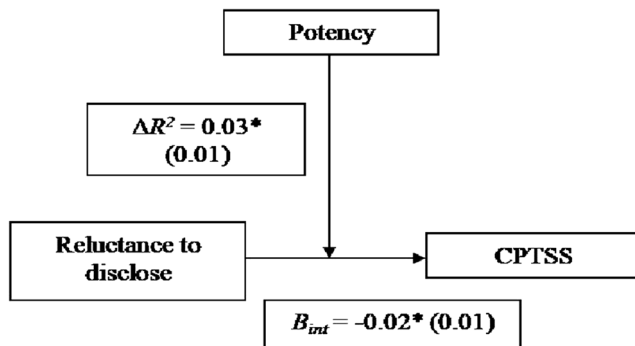 Potency
ΔR² = 0.03*
(0.01)
Reluctance to
disclose
CPTSS
B_int = -0.02* (0.01)